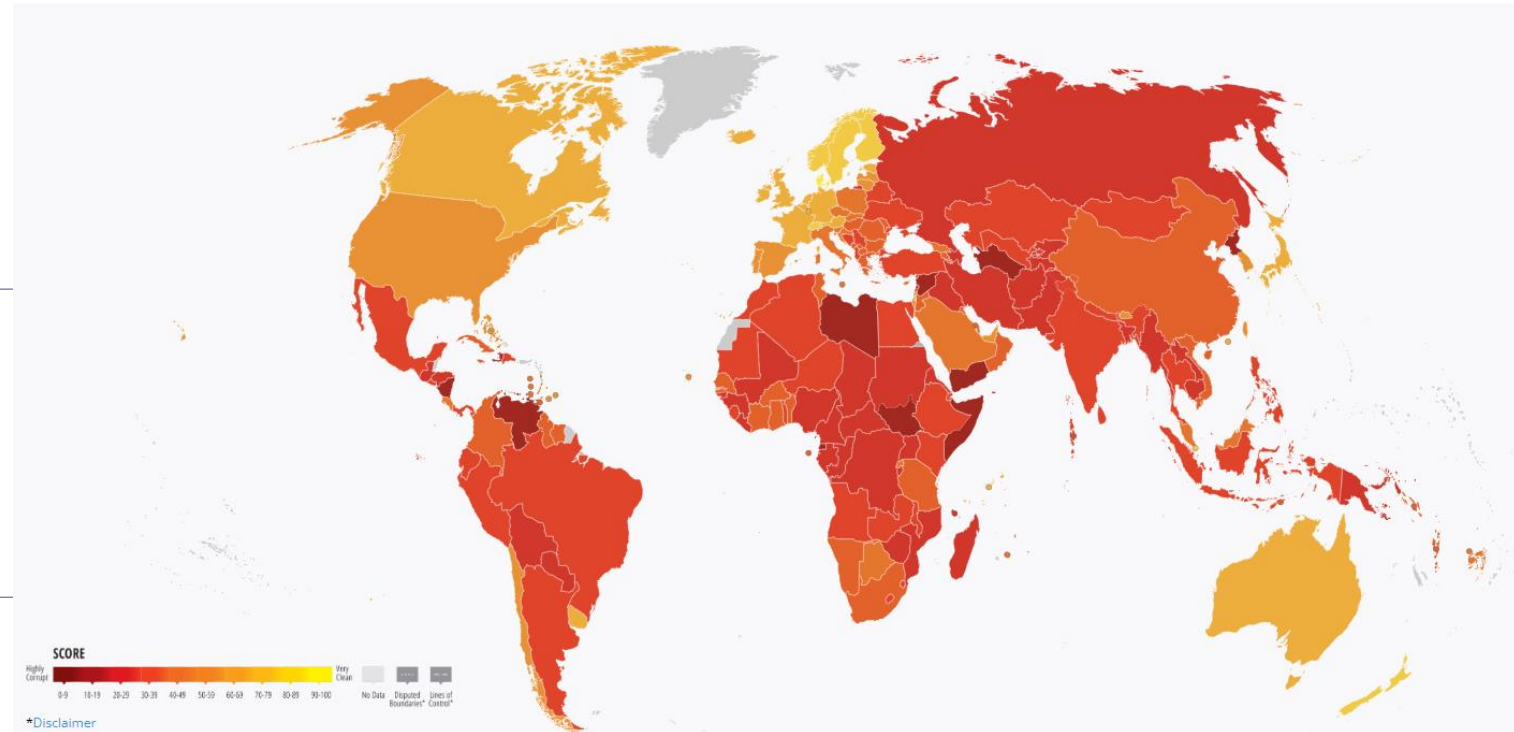 SCORE
Highly
Corrupt
Very
Clean
0-9 10-19 20-29 30-39 40-49 50-59 60-69 70-79 80-89 90-100
No Data
Disputed
Boundaries*
Lines of
Control*
*Disclaimer